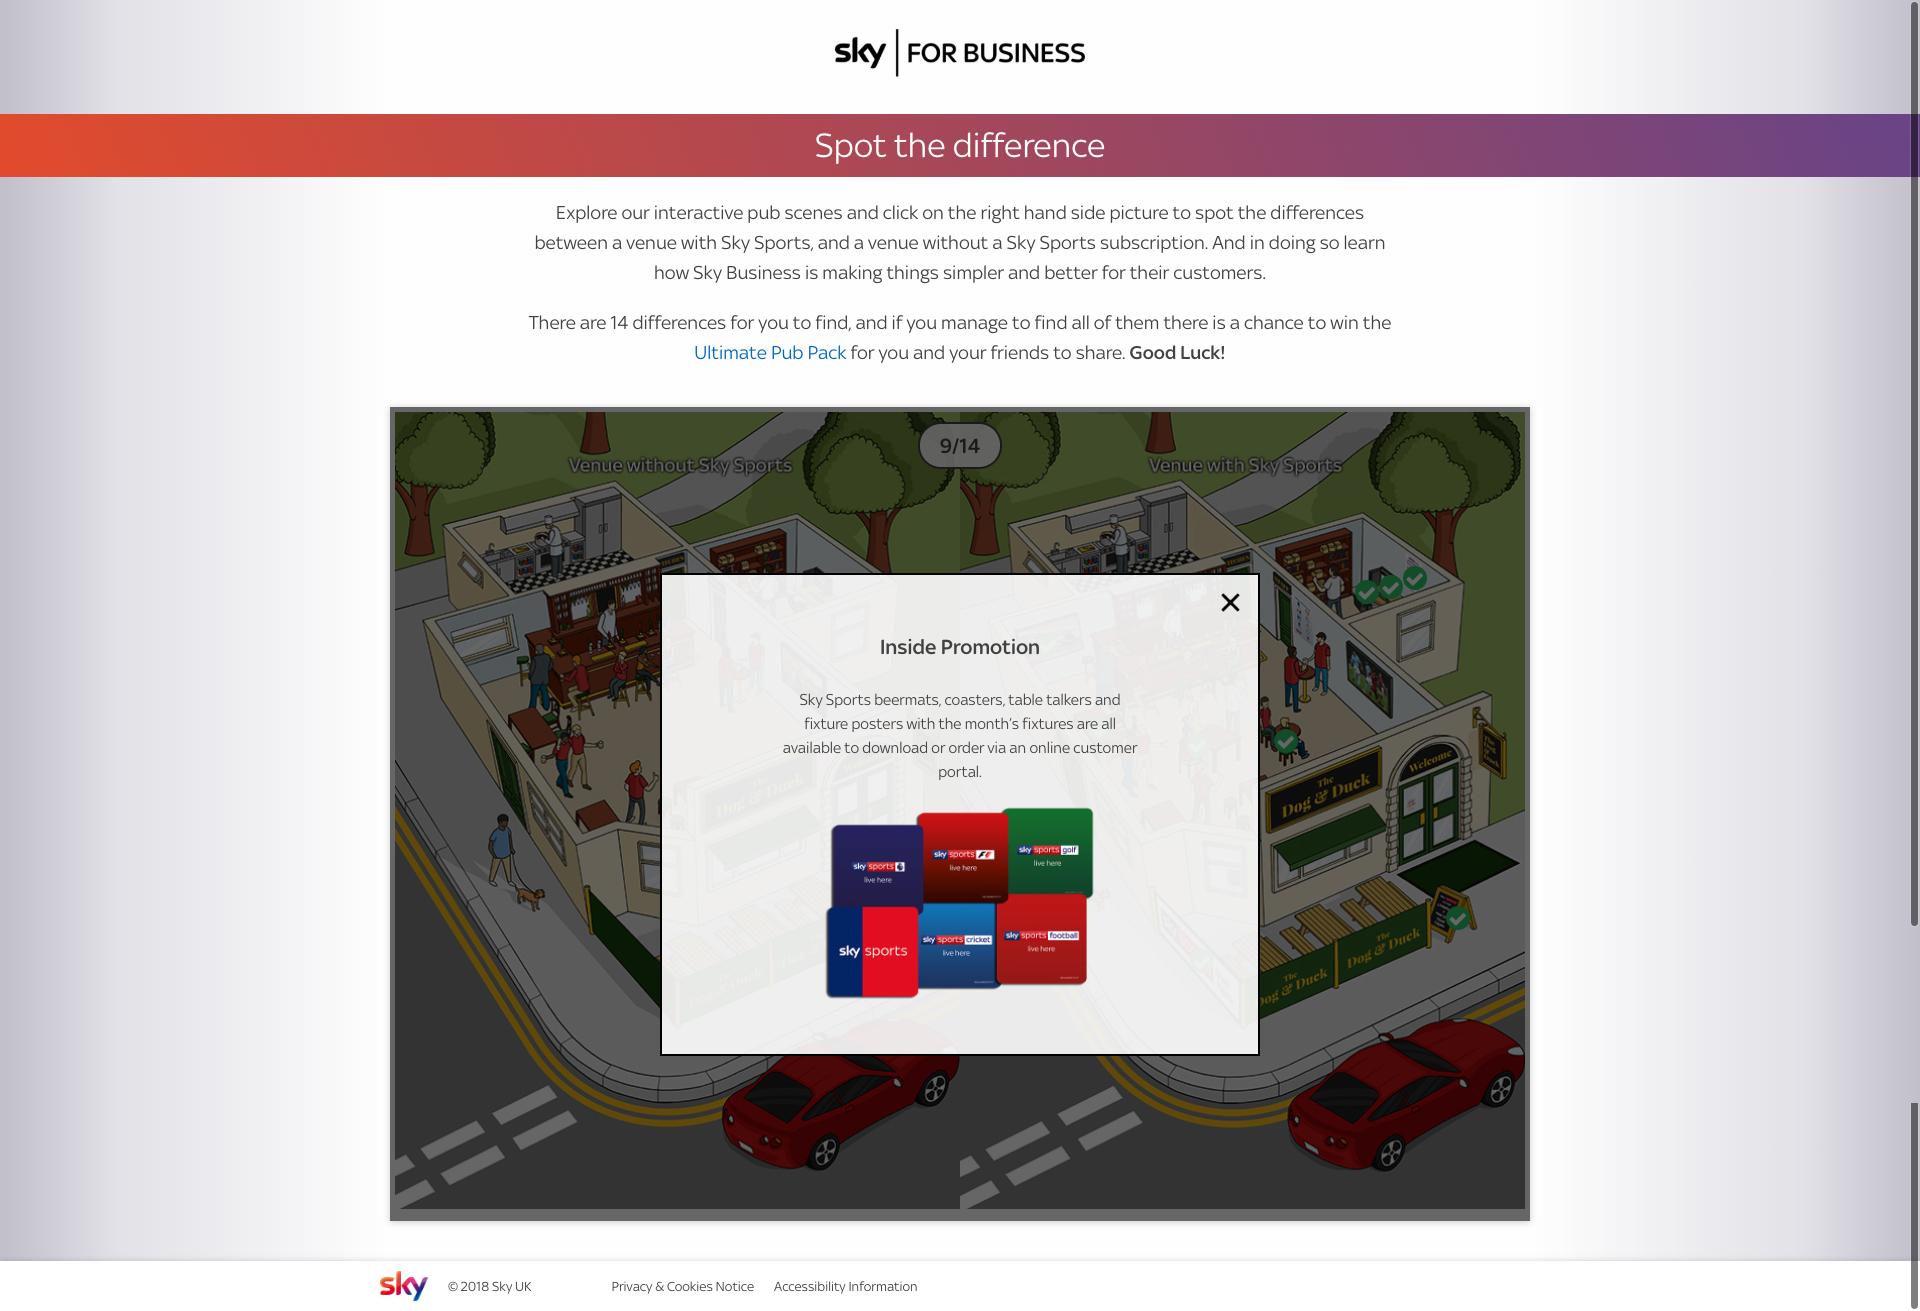 sky FOR BUSINESS
Spot the difference
Explore our interactive pub scenes and click on the right hand side picture to spot the differences
between a venue with Sky Sports, and a venue without a Sky Sports subscription. And in doing so learn
how Sky Business is making things simpler and better for their customers.
There are 14 differences for you to find, and if you manage to find all of them there is a chance to win the
Ultimate Pub Pack for you and your friends to share. Good Luck!
9/14
Venue without Sky Sports
Venue with Sky Sports
Inside Promotion
Sky Sports beermats, coasters, table talkers and
fixture posters with the month's fixtures are all
available to download or order via an online customer
portal.
sky sports
live here
sky sports F1
live here
sky sports golf
live here
sky sports
sky sports cricket
live here
sky sports football
live here
Welcome
The
Dog & Duck
The
Dog & Duck
The
Dog & Duck
The
Dog & Duck
sky © 2018 Sky UK Privacy & Cookies Notice Accessibility Information